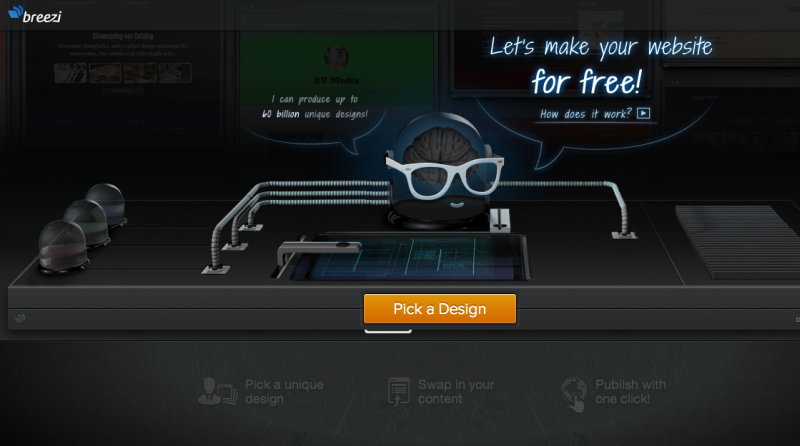 breezi
Showcasing our Catalog
AV Media
I can produce up to
60 billion unique designs!
Let's make your website
for free!
How does it work?
Pick a Design
Pick a unique
design
Swap in your
content
Publish with
one click!